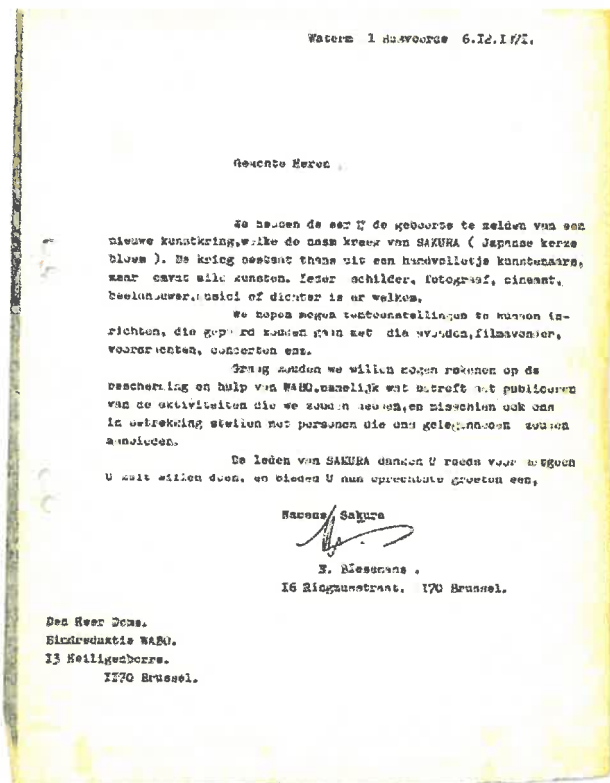 6.12.1971.
Geachte Heren
We hebben de eer U de geboorte te melden van een
nieuwe kunstkring,welke de naam kreeg van SAKURA ( Japanse kerze
bloem ). De kring bestaat thans uit een handvolletje kunstenaars,
maar omvat alle kunsten. Ieder schilder, fotograaf, cineast,
beeldhouwer,musici of dichter is er welkom.
We hopen mogen tentoonstellingen te kunnen in-
richten, die gepaard zouden gaan met dia avonden,filmavonden,
voordrachten, concerten enz.
Graag zouden we willen mogen rekenen op de
bescherming en hulp van WABO,namelijk wat betreft het publiceren
van de aktiviteiten die we zouden hebben,en misschien ook ons
in betrekking stellen met personen die ons gelegenheden zouden
aanbieden.
De leden van SAKURA danken U reeds voor hetgeen
U zult willen doen, en bieden U hun oprechtste groeten aan,
Namens Sakura
16 Ringmusstraat. 170 Brussel.
Den Heer Doms.
Eindredaktie WABO.
13 Heiligenborre.
1170 Brussel.